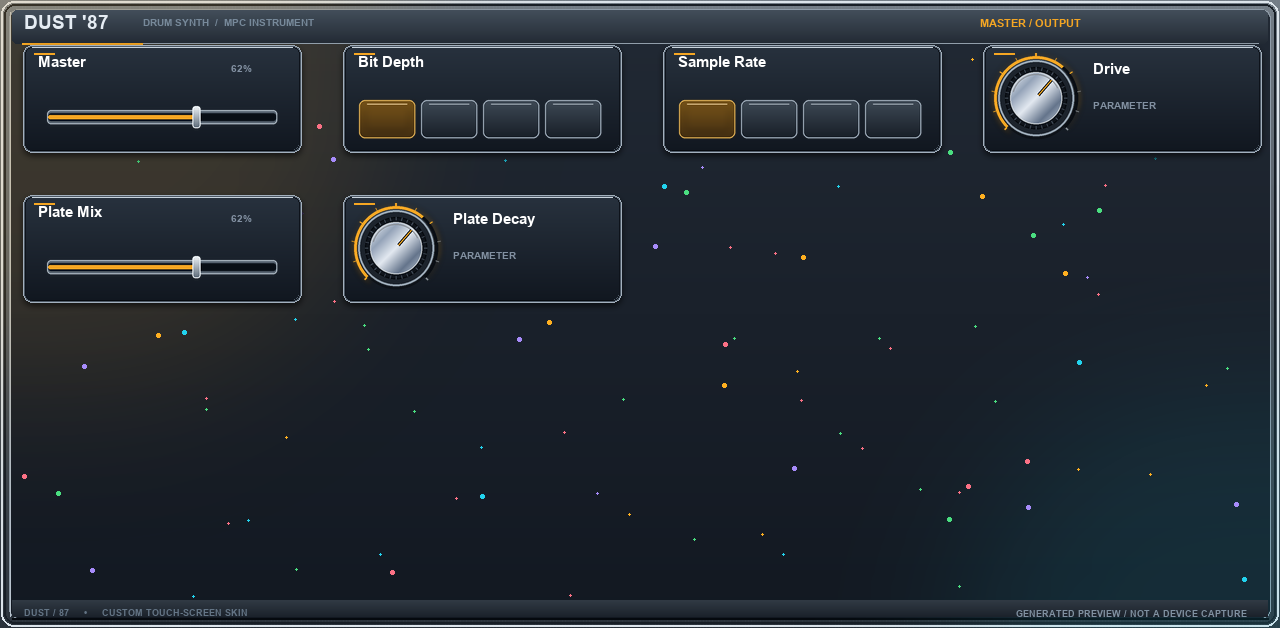 DUST '87
DRUM SYNTH / MPC INSTRUMENT
MASTER / OUTPUT
Master
62%
Bit Depth
Sample Rate
Drive
PARAMETER
Plate Mix
62%
Plate Decay
PARAMETER
DUST / 87 • CUSTOM TOUCH-SCREEN SKIN
GENERATED PREVIEW / NOT A DEVICE CAPTURE